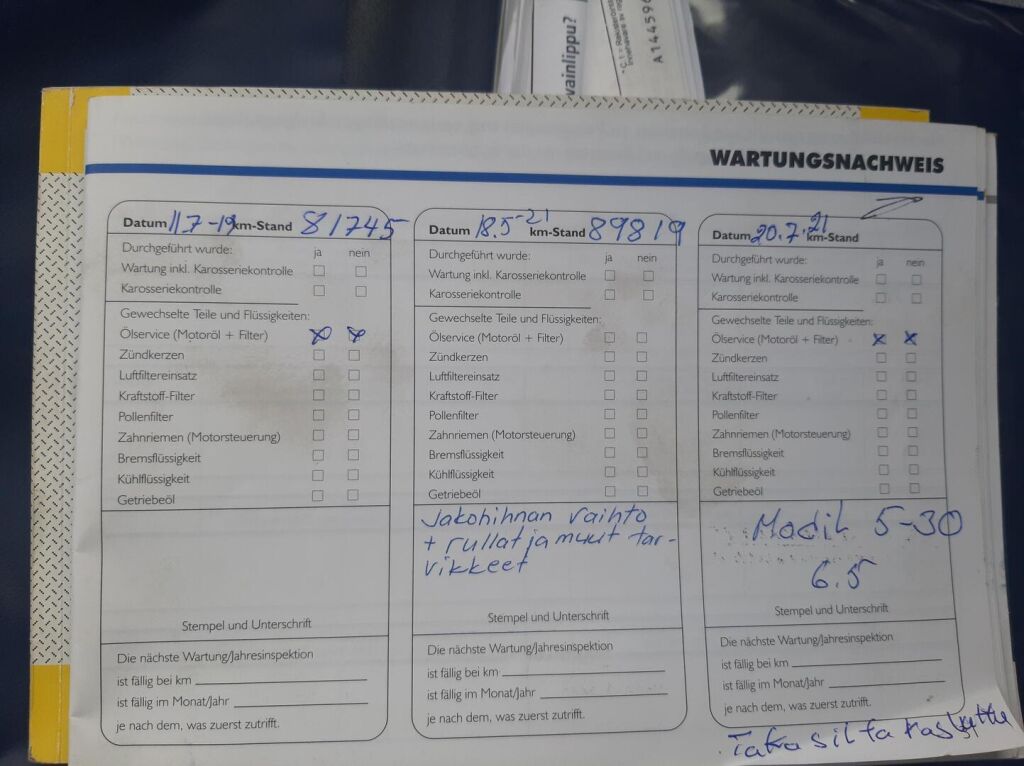 vainlippu?
A144596
WARTUNGSNACHWEIS
Datum 11.7-19 km-Stand 81745
Durchgeführt wurde: ja nein
Wartung inkl. Karosseriekontrolle
Karosseriekontrolle
Gewechselte Teile und Flüssigkeiten:
Ölservice (Motoröl + Filter) x x
Zündkerzen
Luftfiltereinsatz
Kraftstoff-Filter
Pollenfilter
Zahnriemen (Motorsteuerung)
Bremsflüssigkeit
Kühlflüssigkeit
Getriebeöl
Stempel und Unterschrift
Die nächste Wartung/Jahresinspektion
ist fällig bei km
ist fällig im Monat/Jahr
je nach dem, was zuerst zutrifft.
Datum 18.5-21 km-Stand 89819
Durchgeführt wurde: ja nein
Wartung inkl. Karosseriekontrolle
Karosseriekontrolle
Gewechselte Teile und Flüssigkeiten:
Ölservice (Motoröl + Filter)
Zündkerzen
Luftfiltereinsatz
Kraftstoff-Filter
Pollenfilter
Zahnriemen (Motorsteuerung)
Bremsflüssigkeit
Kühlflüssigkeit
Getriebeöl
Jakohihnan vaihto
+ rullat ja muut tar-
vikkeet
Stempel und Unterschrift
Die nächste Wartung/Jahresinspektion
ist fällig bei km
ist fällig im Monat/Jahr
je nach dem, was zuerst zutrifft.
Datum 20.7.21 km-Stand
Durchgeführt wurde: ja nein
Wartung inkl. Karosseriekontrolle
Karosseriekontrolle
Gewechselte Teile und Flüssigkeiten:
Ölservice (Motoröl + Filter) x x
Zündkerzen
Luftfiltereinsatz
Kraftstoff-Filter
Pollenfilter
Zahnriemen (Motorsteuerung)
Bremsflüssigkeit
Kühlflüssigkeit
Getriebeöl
5-30
6.5
Stempel und Unterschrift
Die nächste Wartung/Jahresinspektion
ist fällig bei km
ist fällig im Monat/Jahr
je nach dem, was zuerst zutrifft.